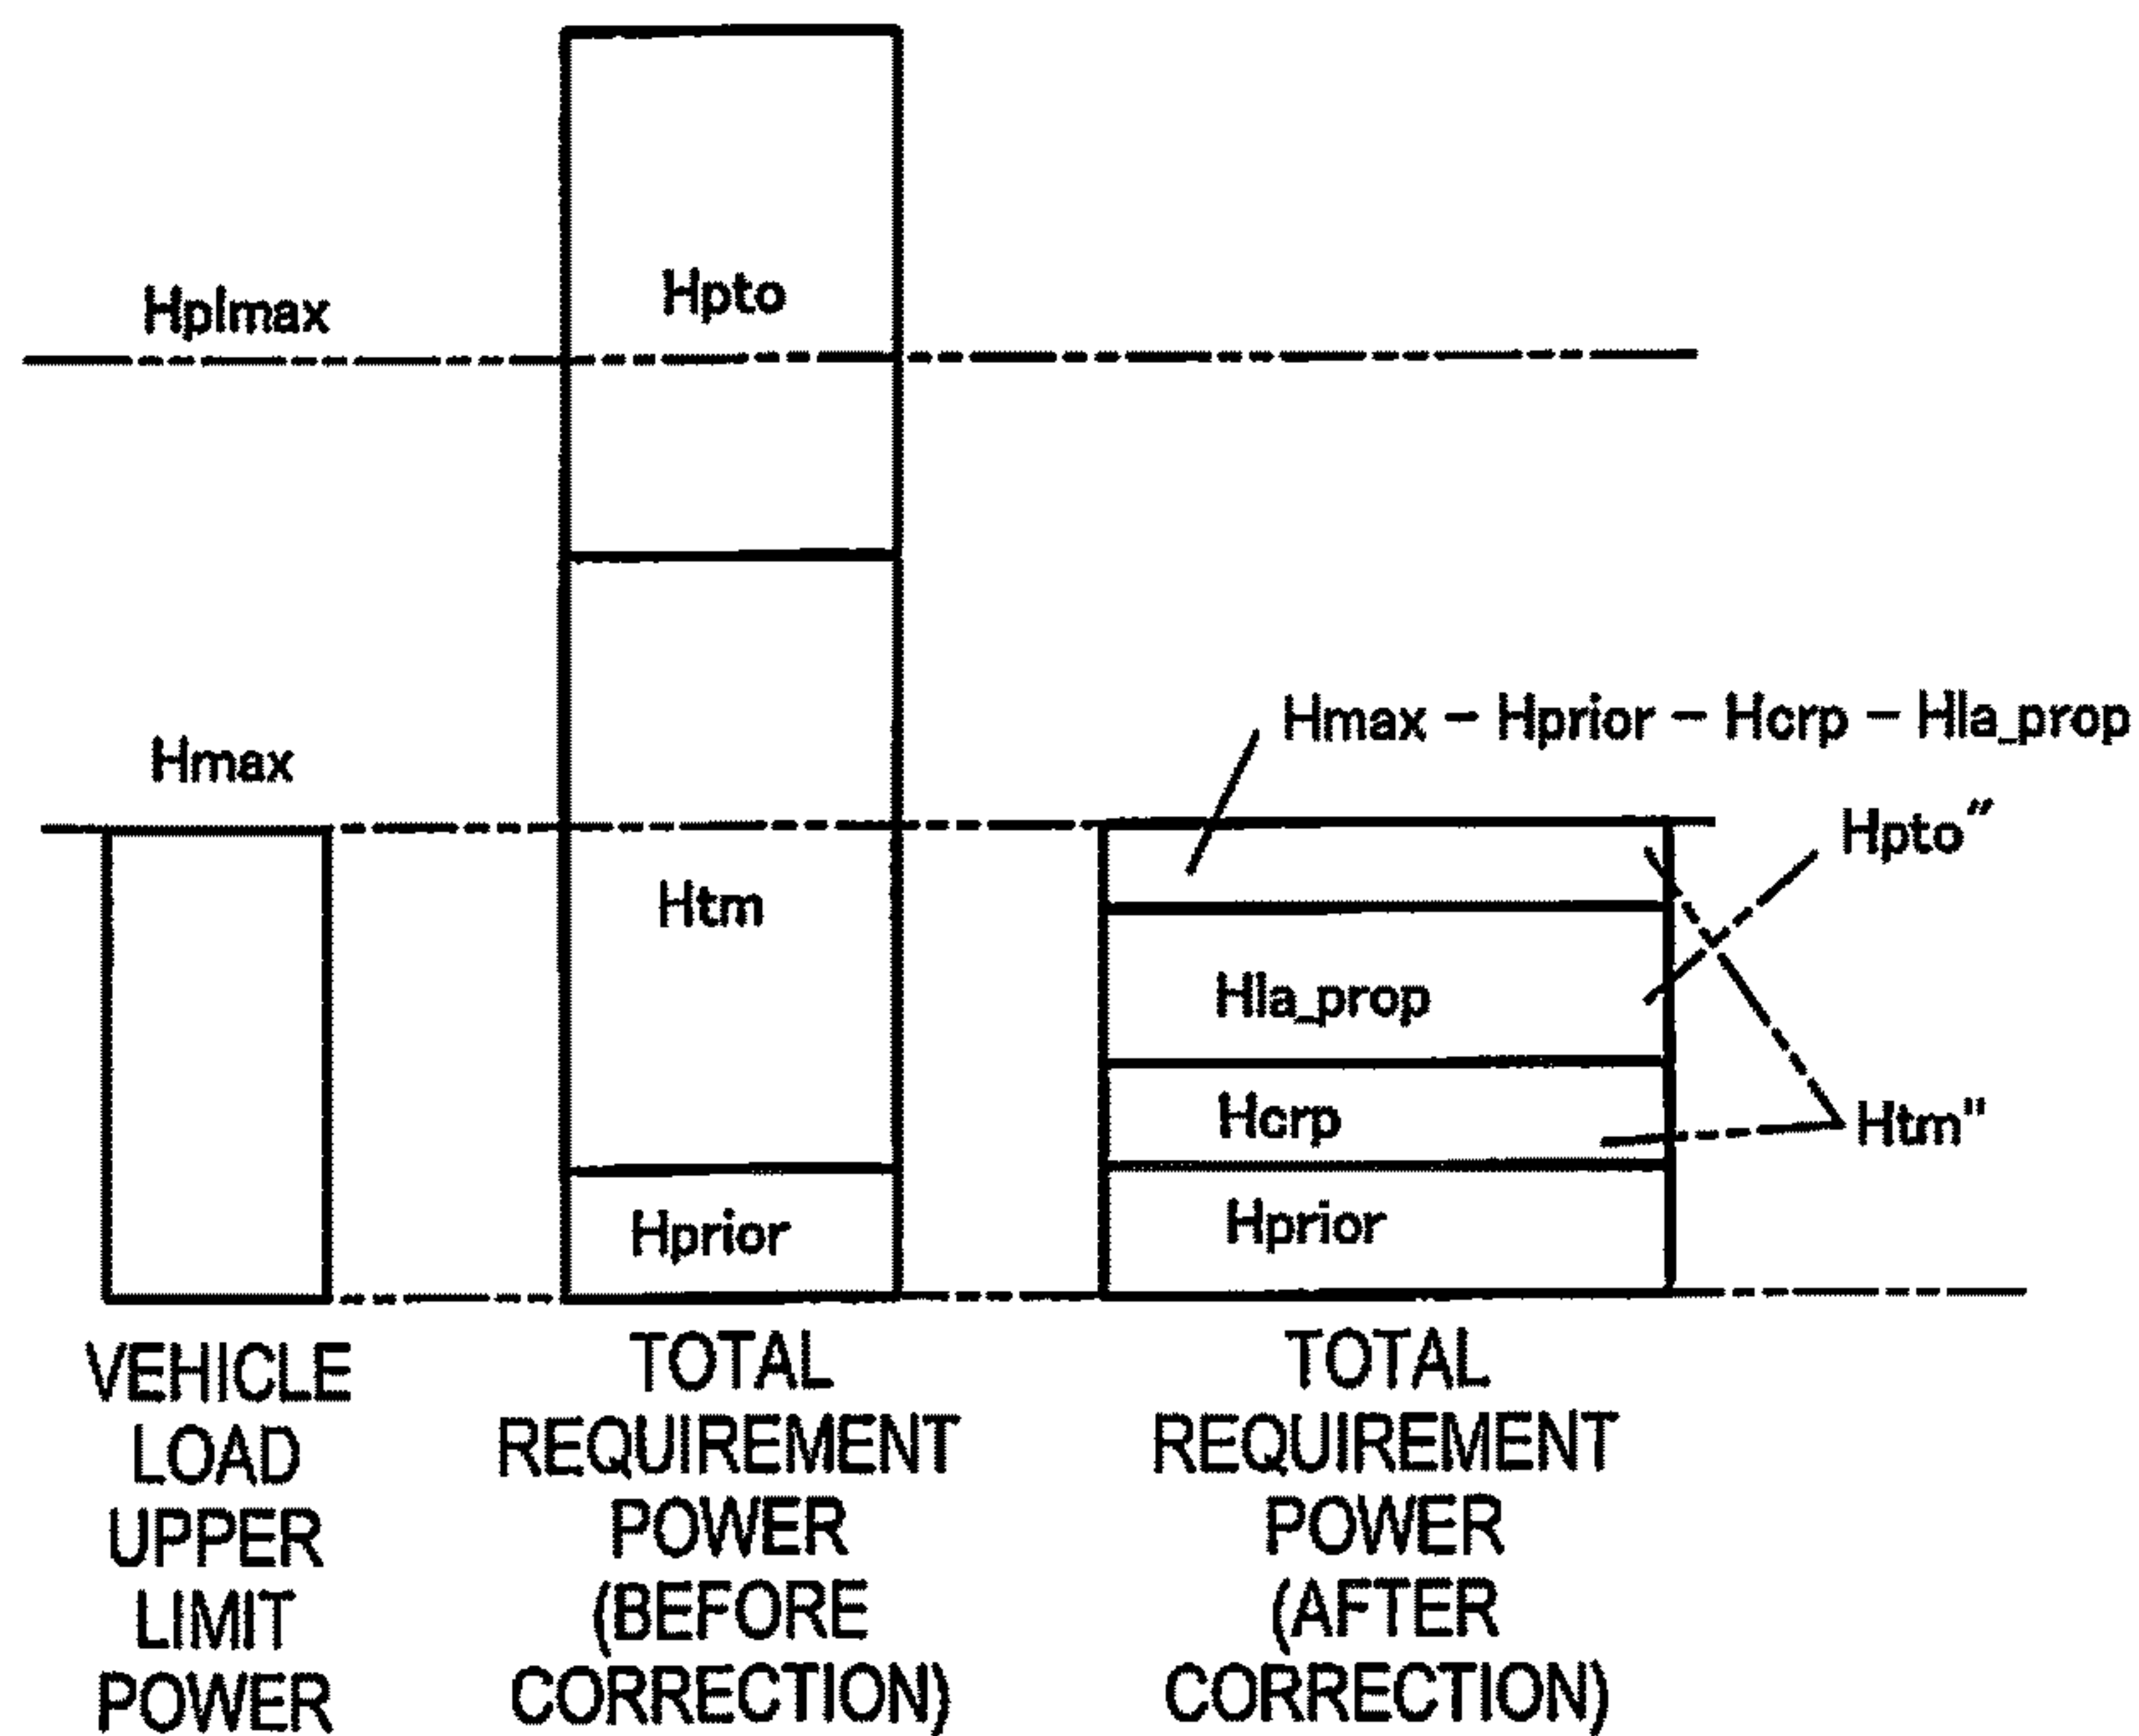 Hplmax
Hpto
Hmax
Hmax - Hprior - Hcrp - Hla_prop
Hpto"
Htm
Hla_prop
Hcrp
Htm"
Hprior
Hprior
VEHICLE
LOAD
UPPER
LIMIT
POWER
TOTAL
REQUIREMENT
POWER
(BEFORE
CORRECTION)
TOTAL
REQUIREMENT
POWER
(AFTER
CORRECTION)